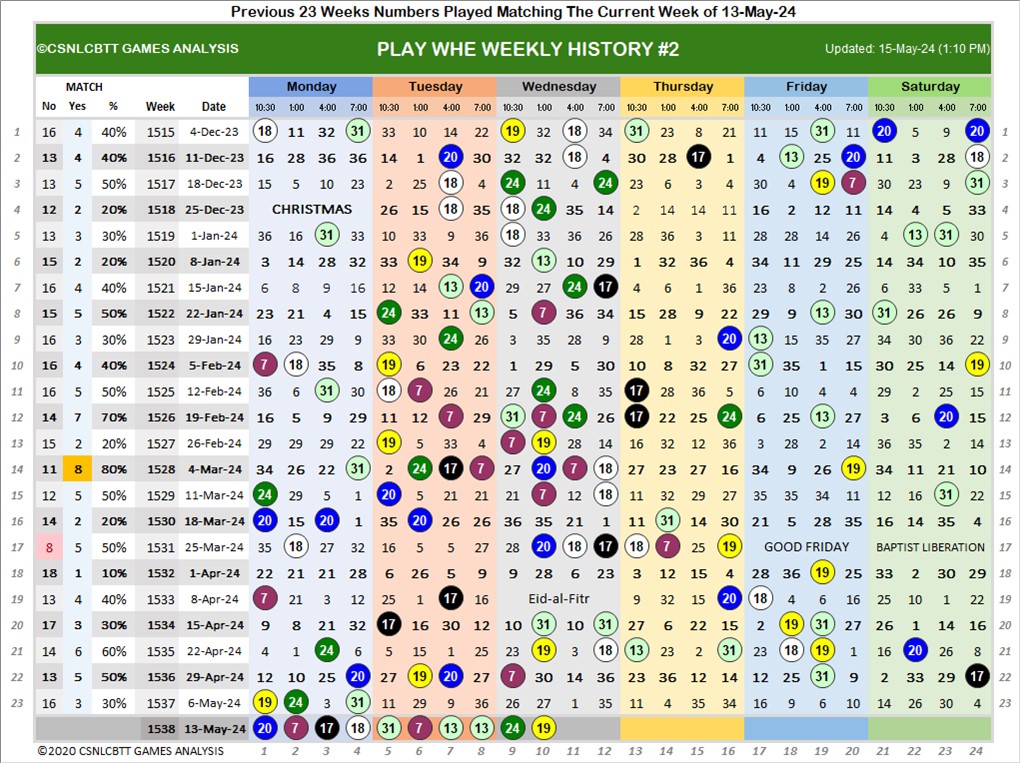 Previous 23 Weeks Numbers Played Matching The Current Week of 13-May-24
©CSNLCBTT GAMES ANALYSIS PLAY WHE WEEKLY HISTORY #2 Updated: 15-May-24 (1:10 PM)
MATCH Monday Tuesday Wednesday Thursday Friday Saturday
No Yes % Week Date 10:30 1:00 4:00 7:00 10:30 1:00 4:00 7:00 10:30 1:00 4:00 7:00 10:30 1:00 4:00 7:00 10:30 1:00 4:00 7:00 10:30 1:00 4:00 7:00
1 16 4 40% 1515 4-Dec-23 18 11 32 31 33 10 14 22 19 32 18 34 31 23 8 21 11 15 31 11 20 5 9 20 1
2 13 4 40% 1516 11-Dec-23 16 28 36 36 14 1 20 30 32 32 18 4 30 28 17 1 4 13 25 20 11 3 28 18 2
3 13 5 50% 1517 18-Dec-23 15 5 10 23 2 25 18 4 24 11 4 24 23 6 3 4 30 4 19 7 30 23 9 31 3
4 12 2 20% 1518 25-Dec-23 CHRISTMAS 26 15 18 35 18 24 35 14 2 14 14 11 16 2 12 11 14 4 5 33 4
5 13 3 30% 1519 1-Jan-24 36 16 31 33 10 33 9 36 18 33 36 26 28 36 3 11 28 28 14 26 4 13 31 30 5
6 15 2 20% 1520 8-Jan-24 3 14 28 32 33 19 34 9 32 13 10 29 1 32 36 4 34 11 29 25 14 34 10 35 6
7 16 4 40% 1521 15-Jan-24 6 8 9 16 12 14 13 20 29 27 24 17 4 6 1 36 23 8 2 26 6 33 5 1 7
8 15 5 50% 1522 22-Jan-24 23 21 4 15 24 33 11 13 5 7 36 34 15 28 9 22 29 9 13 30 31 26 26 9 8
9 16 3 30% 1523 29-Jan-24 16 23 29 9 33 30 24 26 3 35 28 9 28 1 3 20 13 15 35 27 34 30 36 22 9
10 16 4 40% 1524 5-Feb-24 7 18 35 8 19 6 23 22 1 29 5 30 10 8 32 27 31 35 1 15 30 25 14 19 10
11 16 5 50% 1525 12-Feb-24 36 6 31 30 18 7 26 21 27 24 8 35 17 28 36 5 6 10 4 4 29 2 25 15 11
12 14 7 70% 1526 19-Feb-24 16 5 9 29 11 12 7 29 31 7 24 26 17 22 25 24 6 25 13 27 3 6 20 15 12
13 15 2 20% 1527 26-Feb-24 29 29 29 22 19 5 33 4 7 19 28 14 16 32 12 36 3 28 2 14 36 35 2 14 13
14 11 8 80% 1528 4-Mar-24 34 26 22 31 2 24 17 7 27 20 7 18 27 23 27 16 34 9 26 19 34 11 21 10 14
15 12 5 50% 1529 11-Mar-24 24 29 5 1 20 5 21 21 21 7 12 18 11 32 29 27 35 35 34 11 12 16 31 22 15
16 14 2 20% 1530 18-Mar-24 20 15 20 1 35 20 26 26 36 35 21 1 11 31 14 30 21 5 28 35 16 14 35 4 16
17 8 5 50% 1531 25-Mar-24 35 18 27 32 16 5 5 27 28 20 18 17 18 7 25 19 GOOD FRIDAY BAPTIST LIBERATION 17
18 18 1 10% 1532 1-Apr-24 22 21 21 28 6 26 5 9 9 28 6 23 3 12 15 4 28 36 19 25 33 2 30 29 18
19 13 4 40% 1533 8-Apr-24 7 21 3 12 25 1 17 16 Eid-al-Fitr 9 32 15 20 18 4 6 16 25 10 1 22 19
20 17 3 30% 1534 15-Apr-24 9 8 21 32 17 16 30 12 10 31 10 31 27 6 22 15 2 19 31 27 26 1 14 16 20
21 14 6 60% 1535 22-Apr-24 4 1 24 6 5 15 1 25 23 19 3 18 13 23 2 31 23 18 19 21 16 20 26 8 21
22 13 5 50% 1536 29-Apr-24 12 10 25 20 27 19 20 27 7 30 14 36 23 36 12 14 12 25 31 9 2 33 29 17 22
23 16 3 30% 1537 6-May-24 19 24 3 31 11 29 9 36 26 26 27 34 11 4 35 1 16 9 6 2 14 26 30 4 23
1538 13-May-24 20 7 17 18 31 7 13 13 24 19
©2020 CSNLCBTT GAMES ANALYSIS 1 2 3 4 5 6 7 8 9 10 11 12 13 14 15 16 17 18 19 20 21 22 23 24